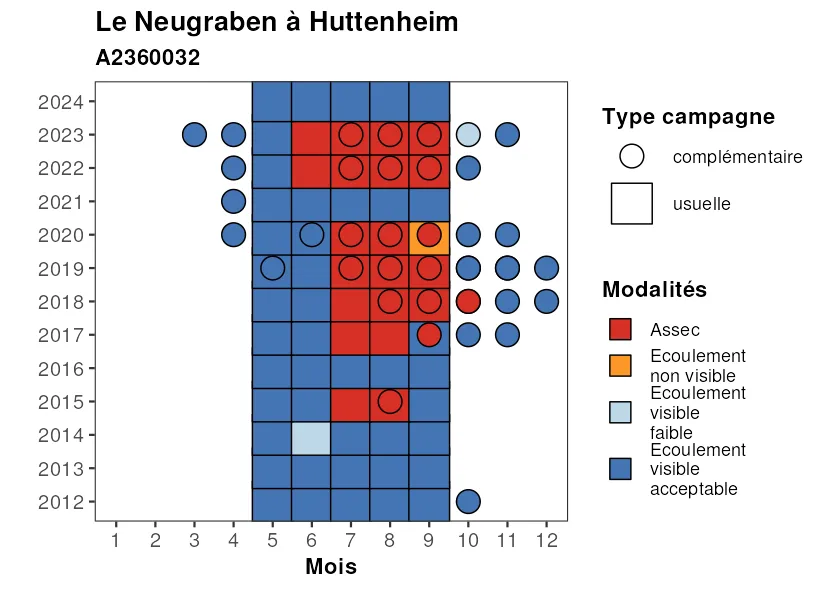 Le Neugraben à Huttenheim
A2360032
2024
2023
2022
2021
2020
2019
2018
2017
2016
2015
2014
2013
2012
1 2 3 4 5 6 7 8 9 10 11 12
Mois
Type campagne
complémentaire
usuelle
Modalités
Assec
Ecoulement
non visible
Ecoulement
visible
faible
Ecoulement
visible
acceptable